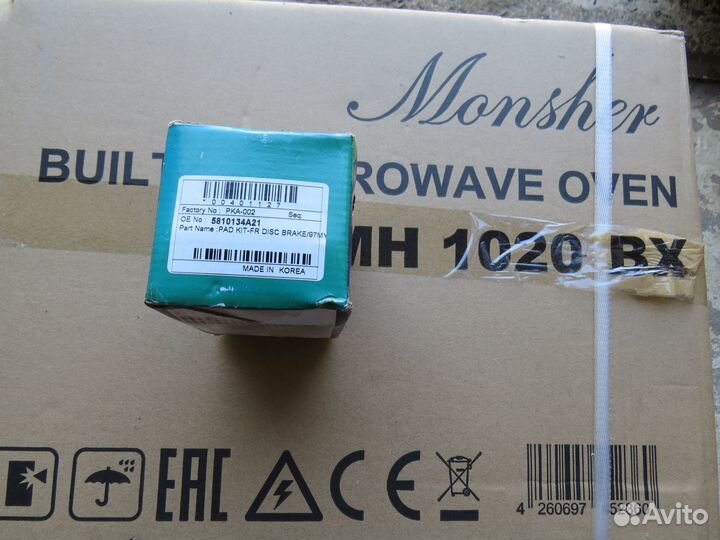 Monsher
BUILT ROWAVE OVEN
MH 1020 BX
*00401127
Factory No : PKA-002 Seq:
OE No : 5810134A21
Part Name :PAD KIT-FR DISC BRAKE/97MY
MADE IN KOREA
EAC CE
4 260697
Avito